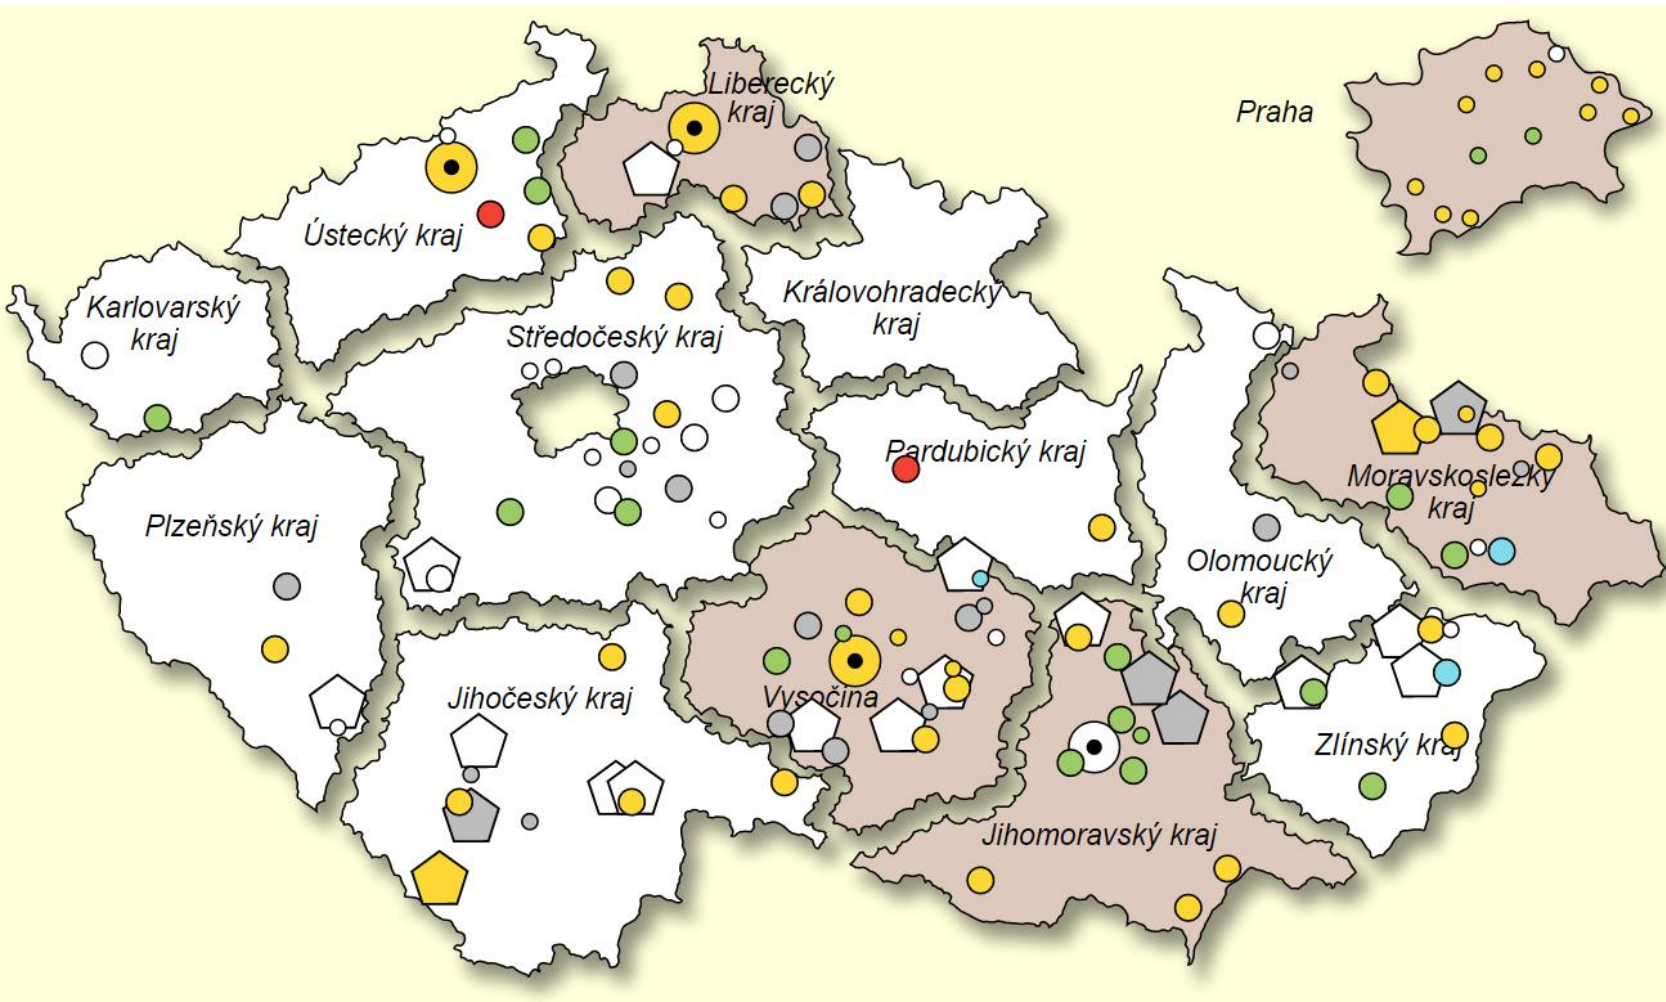 Liberecký
kraj
Praha
Ústecký kraj
Karlovarský
kraj
Královohradecký
kraj
Středočeský kraj
Pardubický kraj
Moravskoslezký
kraj
Plzeňský kraj
Olomoucký
kraj
Jihočeský kraj
Vysočina
Zlínský kraj
Jihomoravský kraj